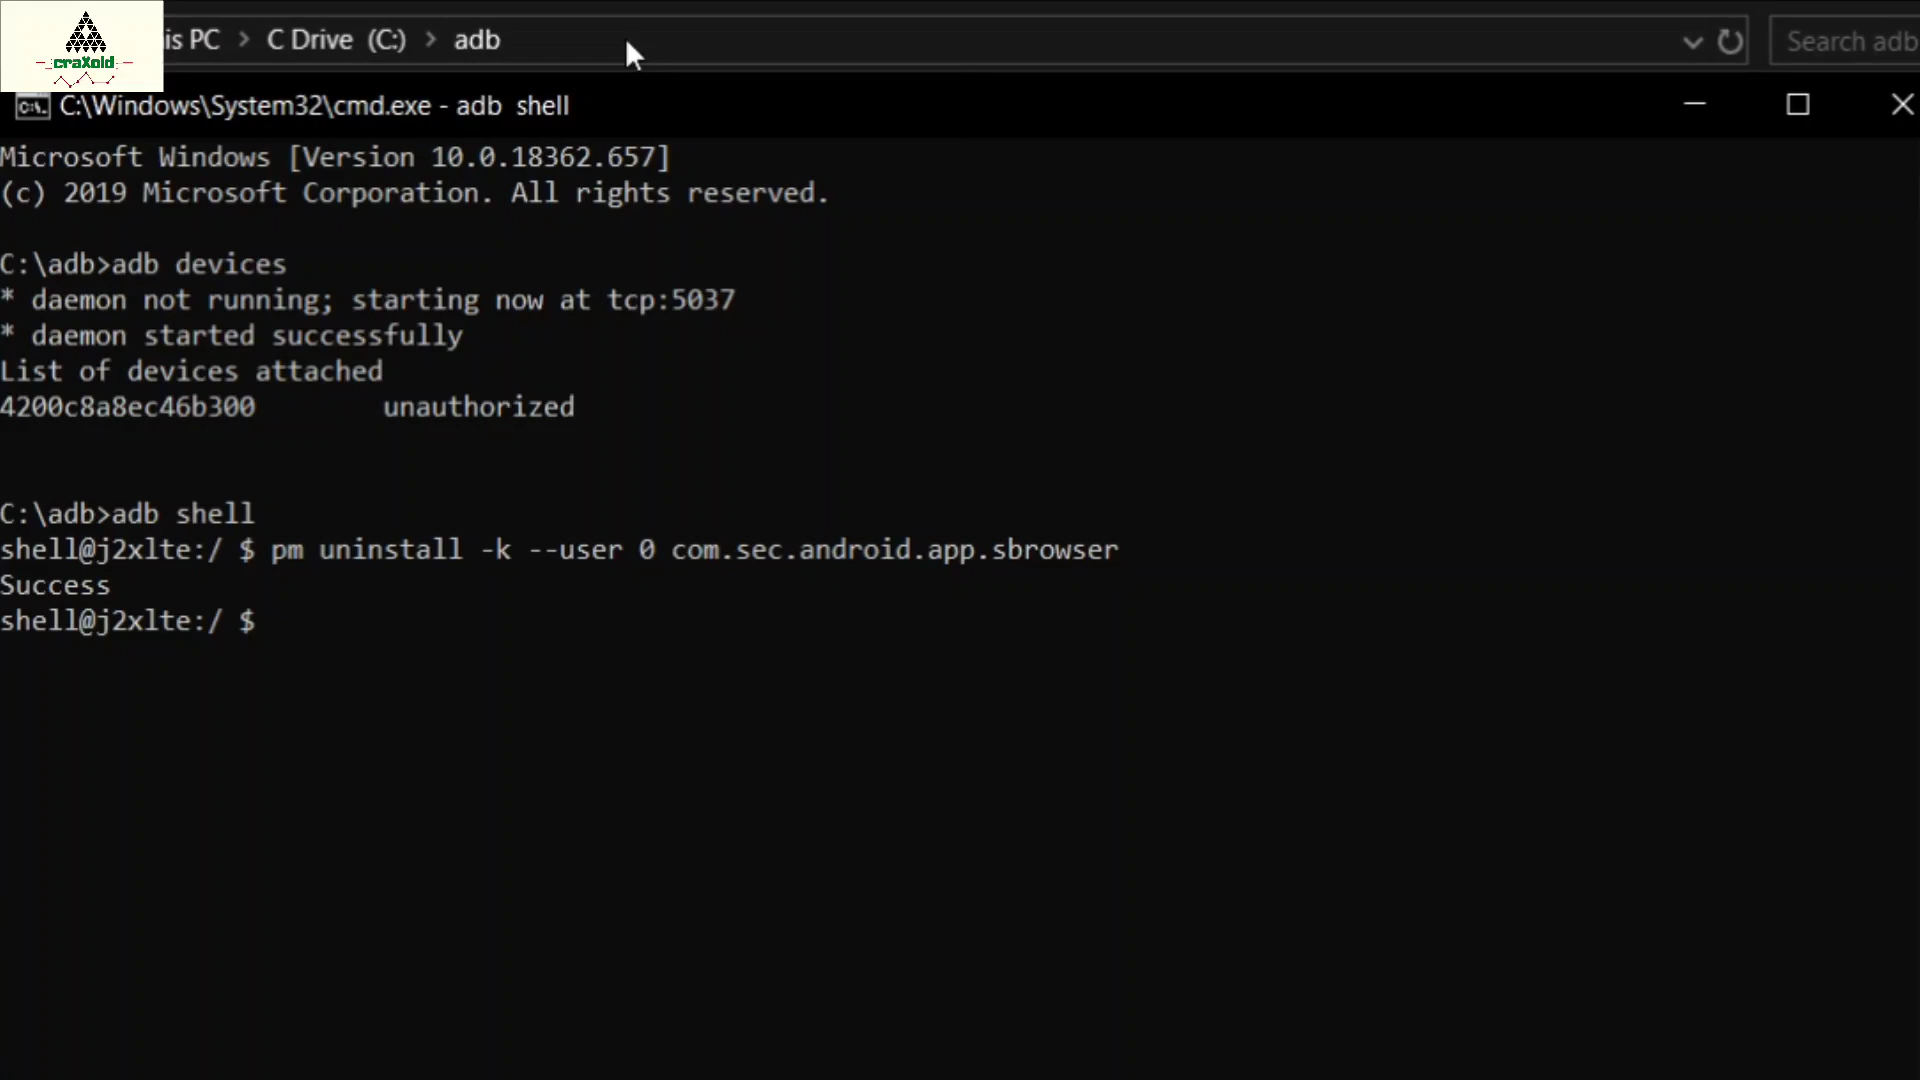 craXoid
is PC > C Drive (C:) > adb
Search adb
C:\Windows\System32\cmd.exe - adb  shell
Microsoft Windows [Version 10.0.18362.657]
(c) 2019 Microsoft Corporation. All rights reserved.
C:\adb>adb devices
* daemon not running; starting now at tcp:5037
* daemon started successfully
List of devices attached
4200c8a8ec46b300        unauthorized
C:\adb>adb shell
shell@j2xlte:/ $ pm uninstall -k --user 0 com.sec.android.app.sbrowser
Success
shell@j2xlte:/ $